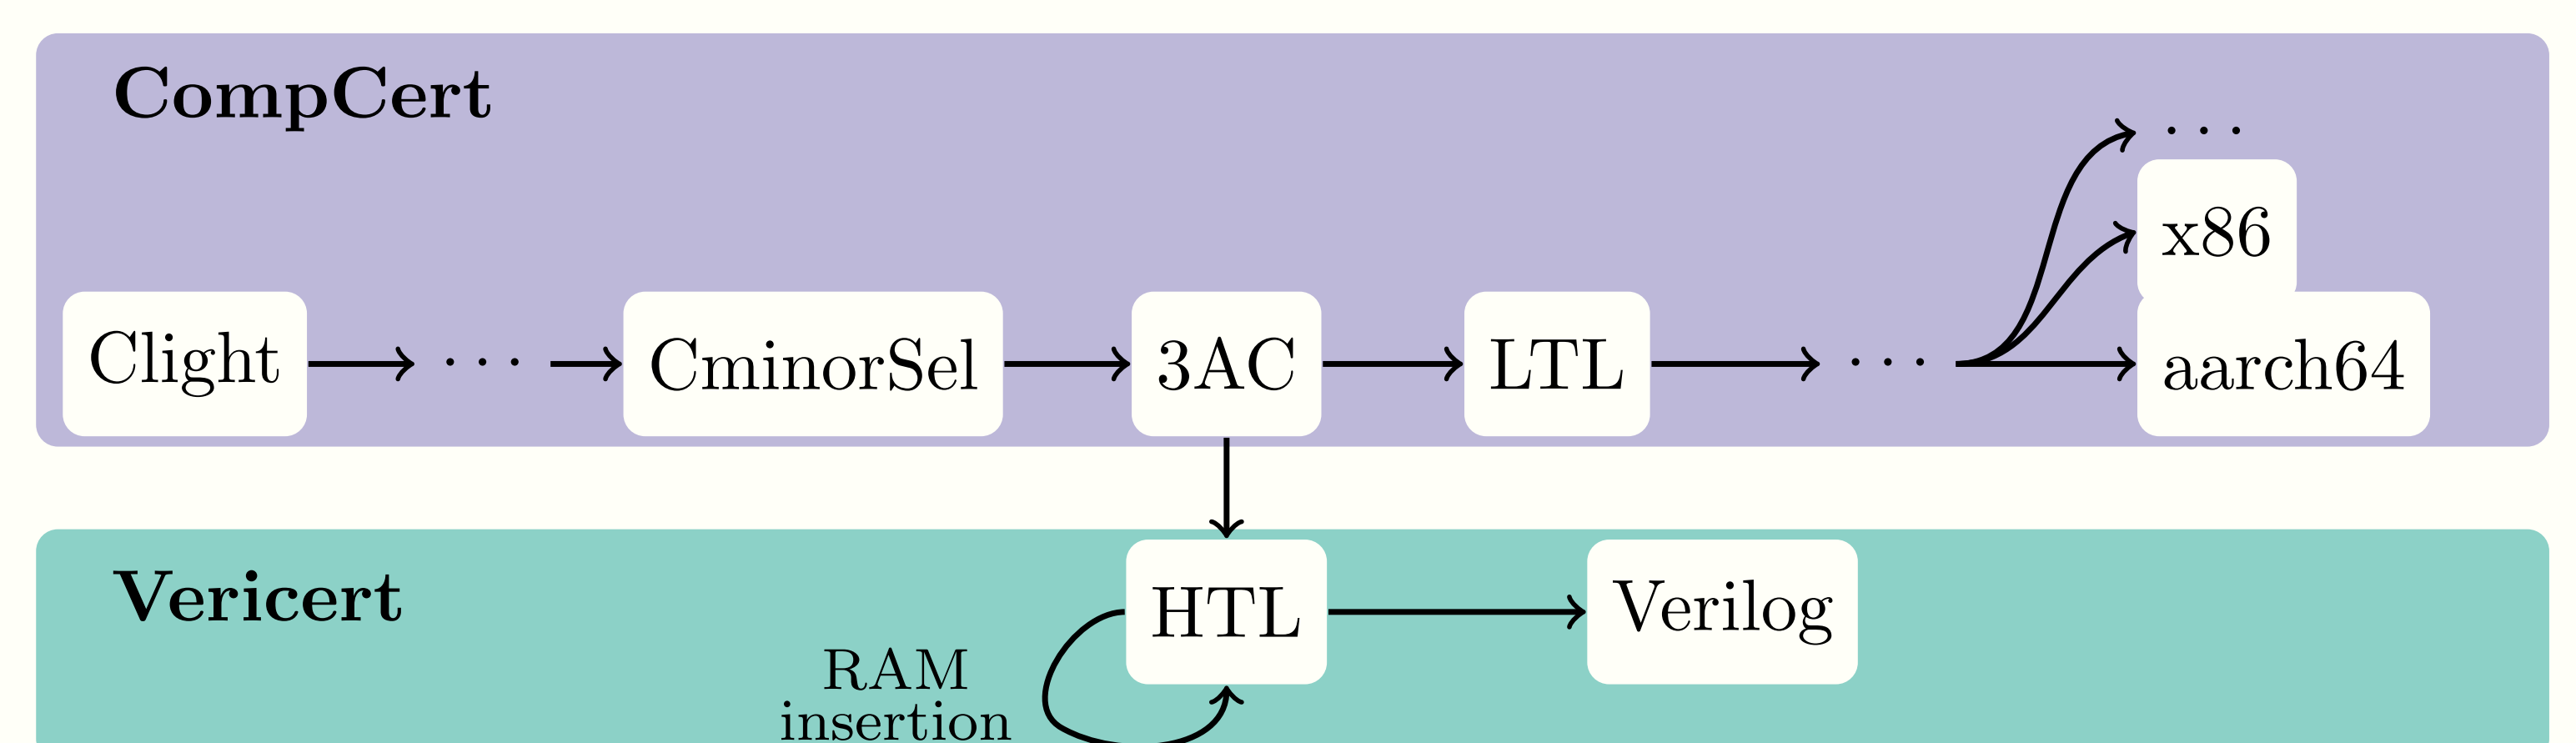 CompCert
· · ·
x86
Clight · · · CminorSel 3AC LTL · · · aarch64
Vericert
HTL Verilog
RAM
insertion